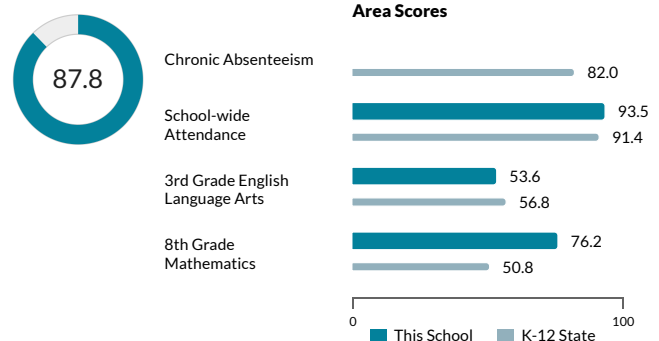 Area Scores
87.8
Chronic Absenteeism
82.0
School-wide
Attendance
93.5
91.4
3rd Grade English
Language Arts
53.6
56.8
8th Grade
Mathematics
76.2
50.8
0
100
This School
K-12 State